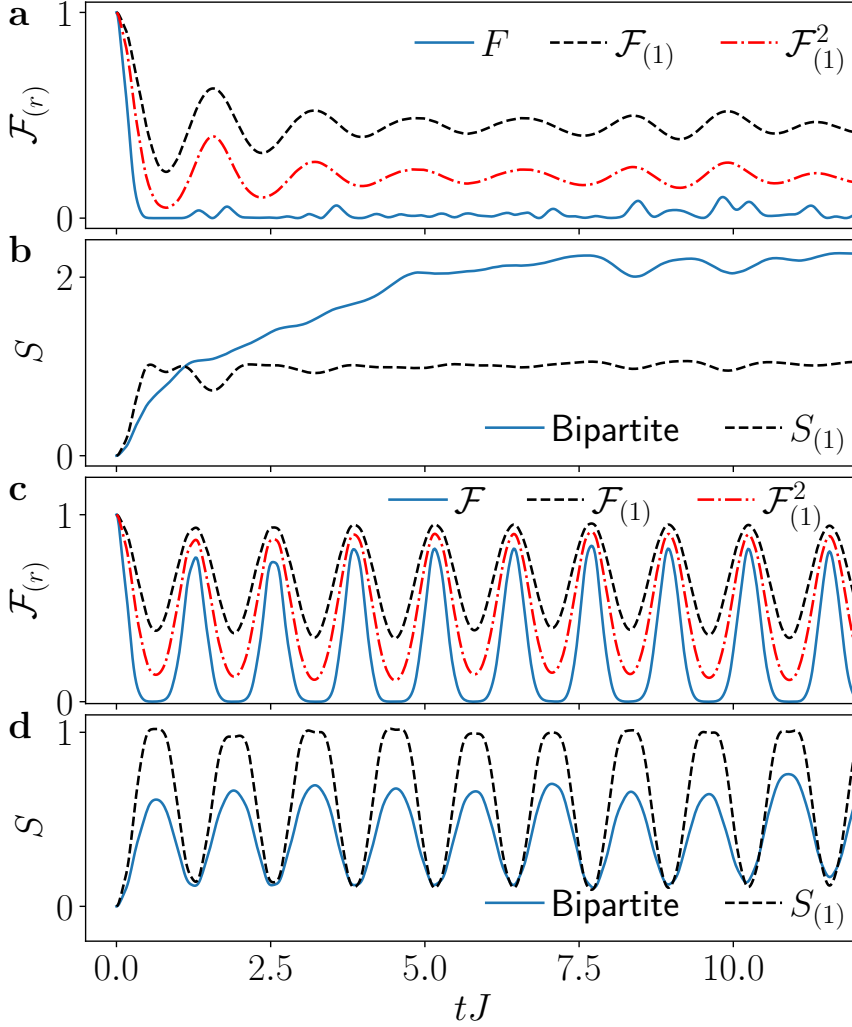 a
1
0
𝓕₍ᵣ₎
F 𝓕₍₁₎ 𝓕²₍₁₎
b
2
0
S
Bipartite S₍₁₎
c
1
0
𝓕₍ᵣ₎
𝓕 𝓕₍₁₎ 𝓕²₍₁₎
d
1
0
S
Bipartite S₍₁₎
0.0 2.5 5.0 7.5 10.0
tJ